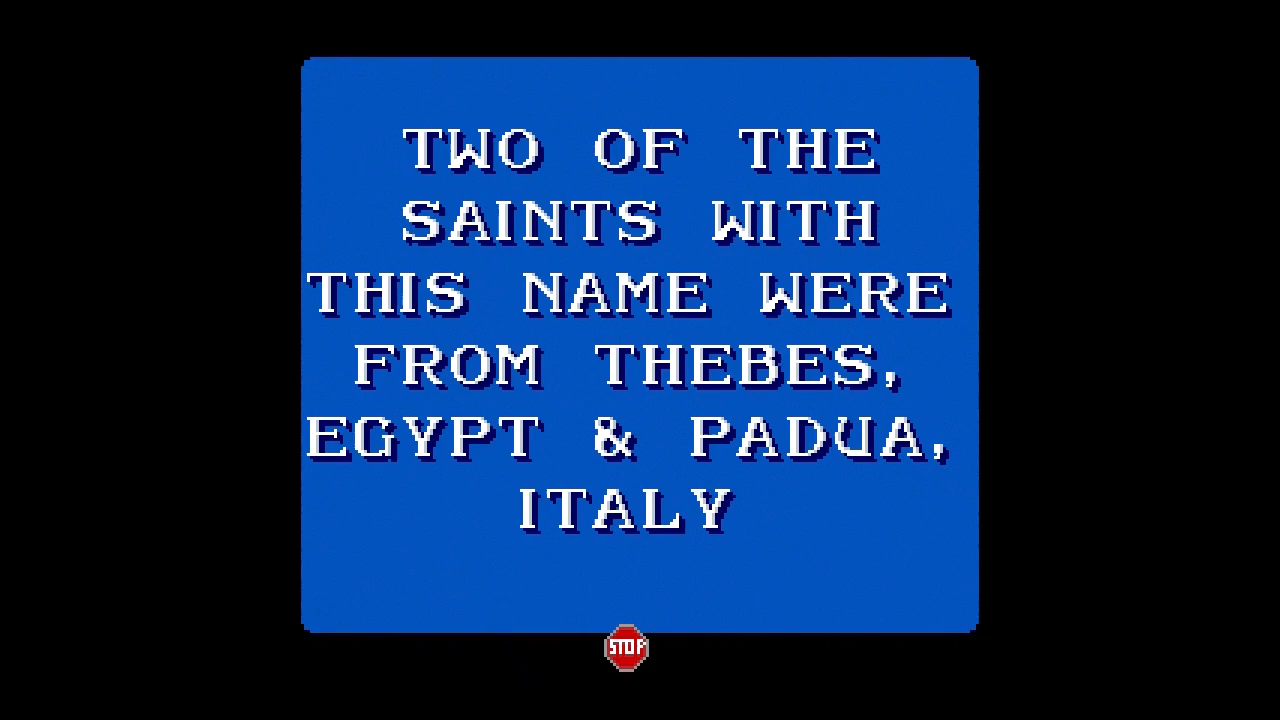 TWO OF THE
SAINTS WITH
THIS NAME WERE
FROM THEBES,
EGYPT & PADUA,
ITALY
STOP